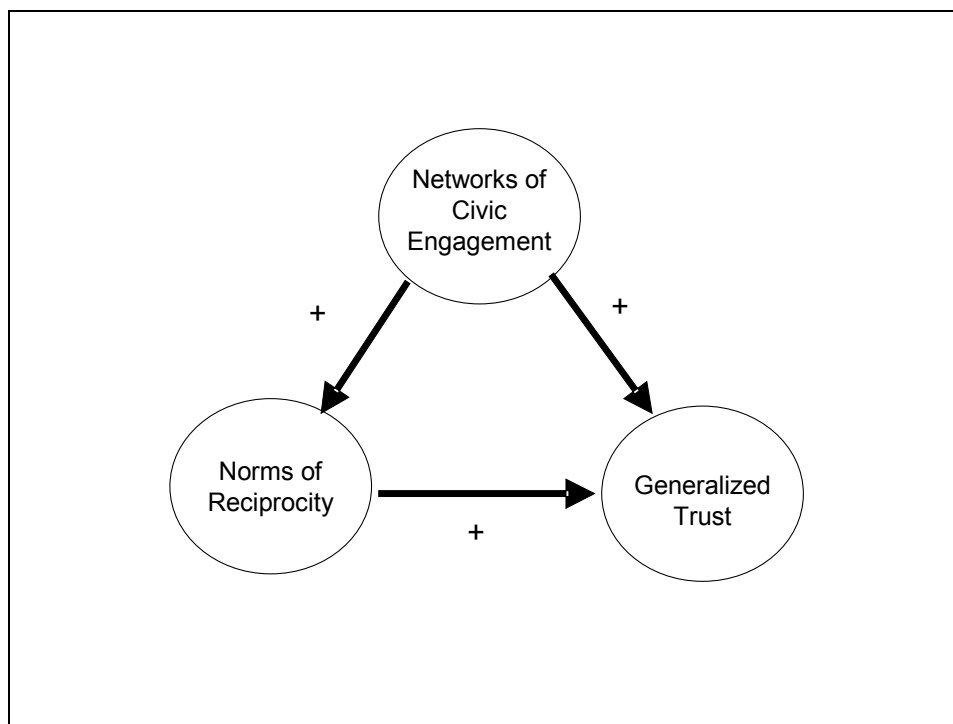 Networks of
Civic
Engagement
+
+
Norms of
Reciprocity
Generalized
Trust
+